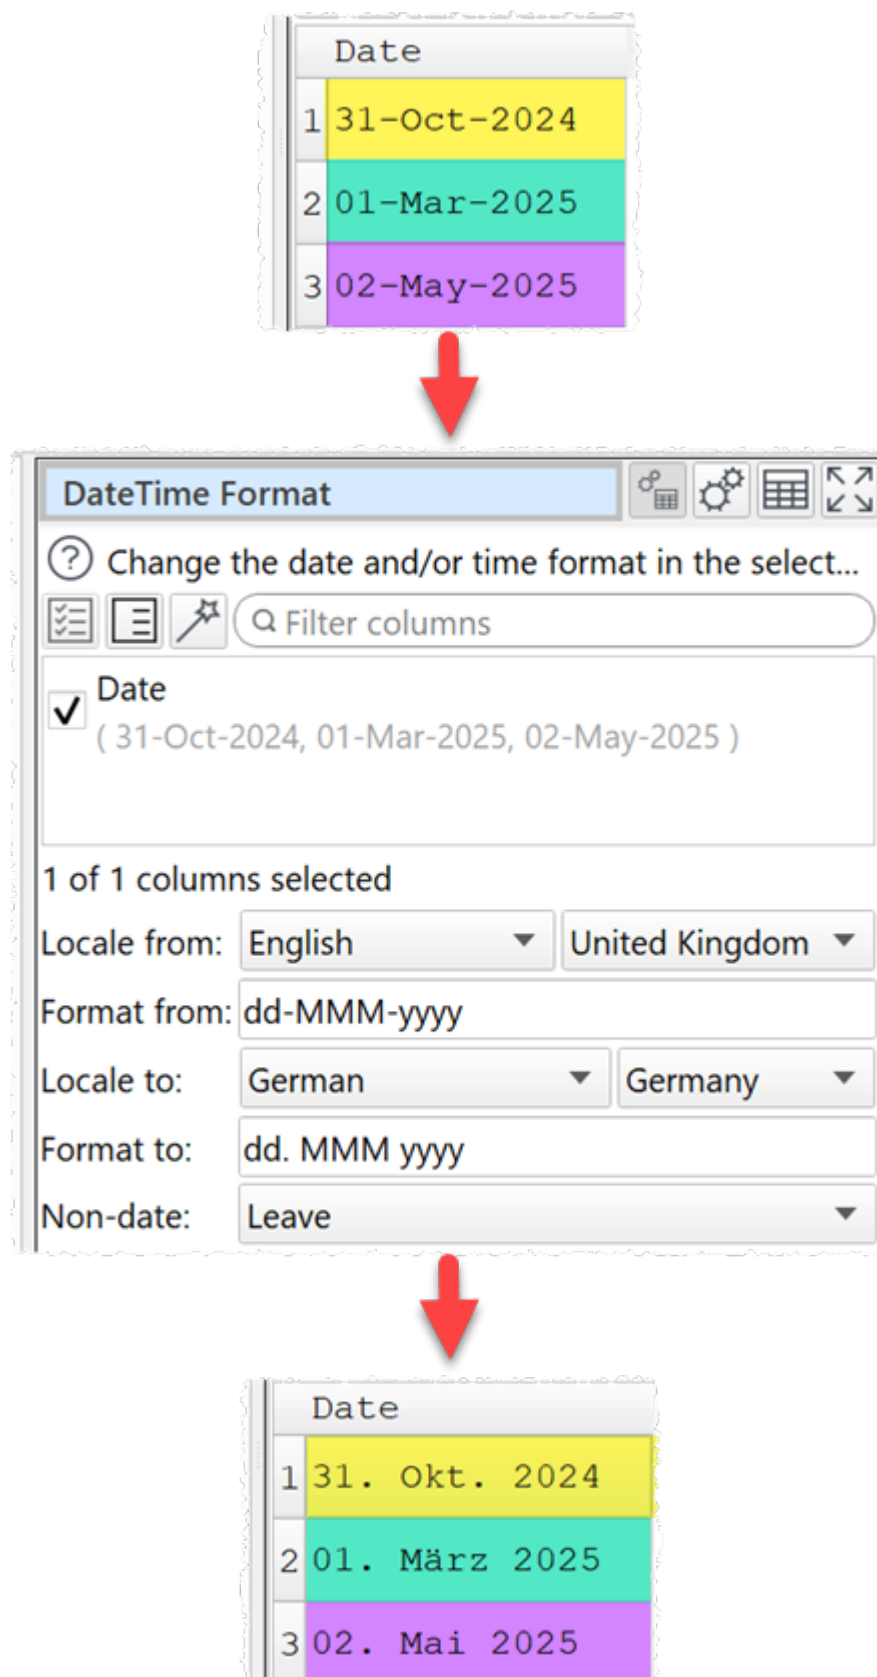 Date
1 31-Oct-2024
2 01-Mar-2025
3 02-May-2025
DateTime Format
? Change the date and/or time format in the select...
Filter columns
Date
( 31-Oct-2024, 01-Mar-2025, 02-May-2025 )
1 of 1 columns selected
Locale from: English United Kingdom
Format from: dd-MMM-yyyy
Locale to: German Germany
Format to: dd. MMM yyyy
Non-date: Leave
Date
1 31. Okt. 2024
2 01. März 2025
3 02. Mai 2025